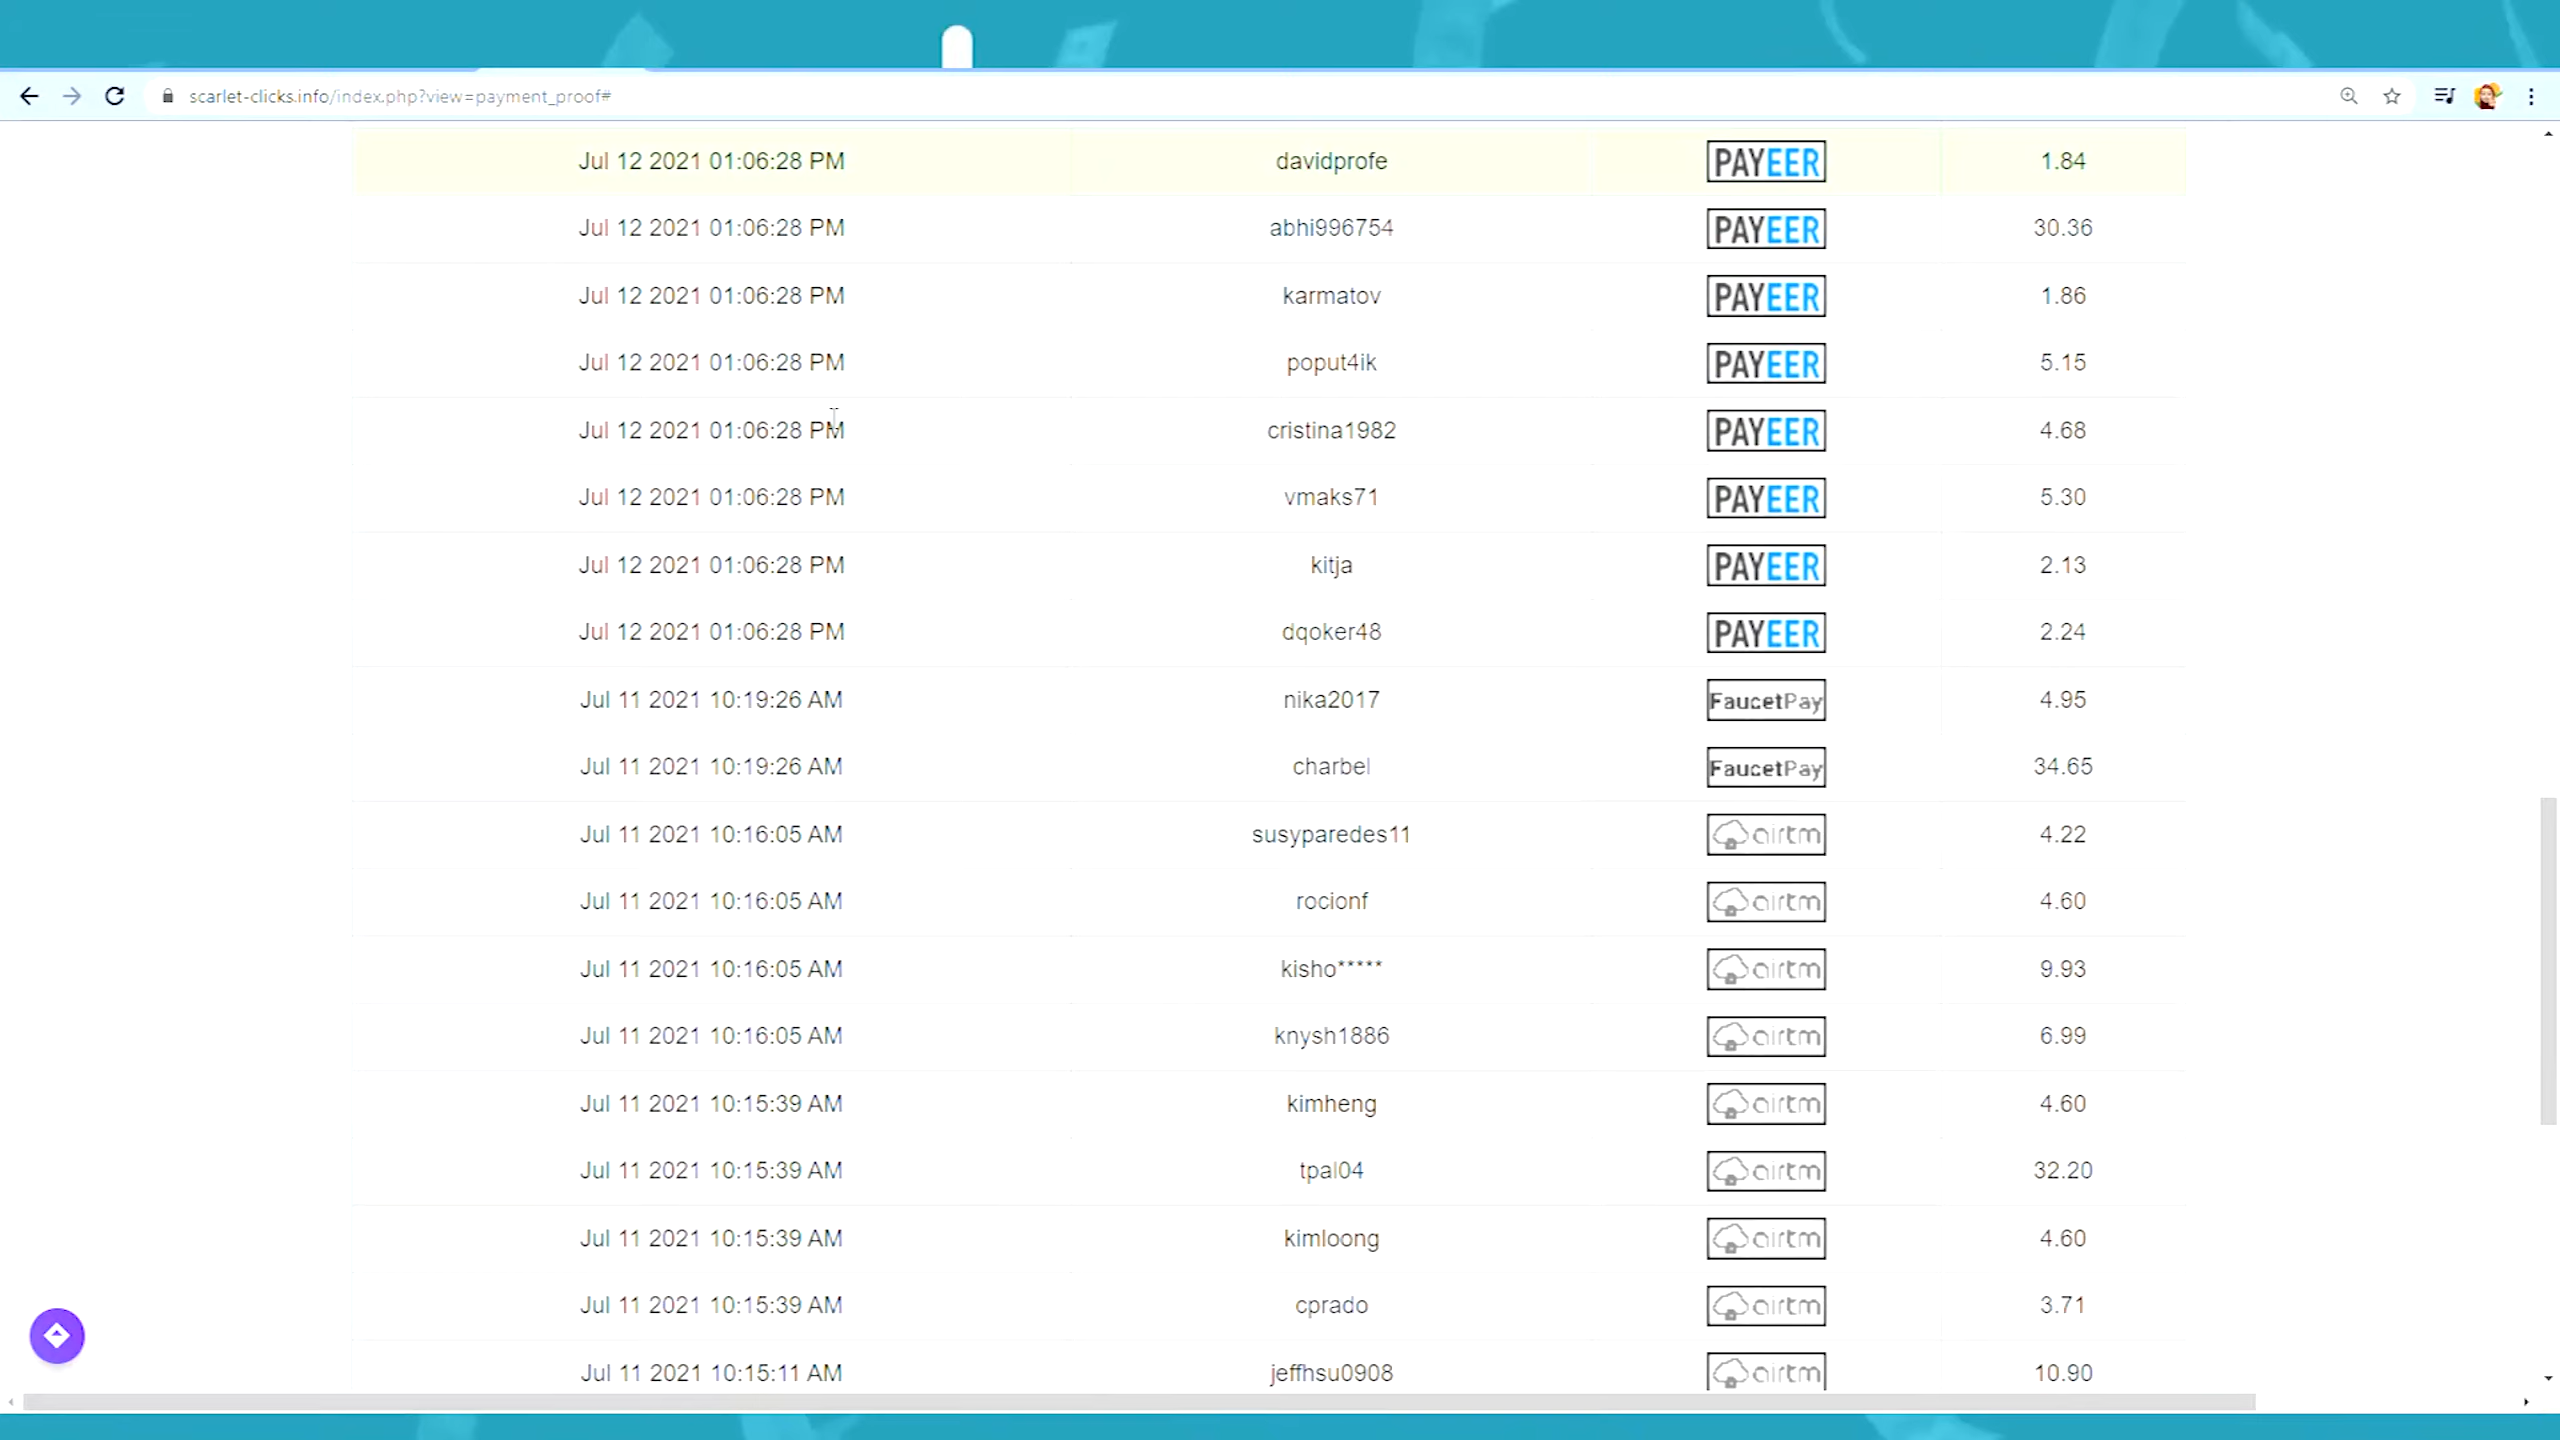 scarlet-clicks.info/index.php?view=payment_proof#
Jul 12 2021 01:06:28 PM davidprofe PAYEER 1.84
Jul 12 2021 01:06:28 PM abhi996754 PAYEER 30.36
Jul 12 2021 01:06:28 PM karmatov PAYEER 1.86
Jul 12 2021 01:06:28 PM poput4ik PAYEER 5.15
Jul 12 2021 01:06:28 PM cristina1982 PAYEER 4.68
Jul 12 2021 01:06:28 PM vmaks71 PAYEER 5.30
Jul 12 2021 01:06:28 PM kitja PAYEER 2.13
Jul 12 2021 01:06:28 PM dqoker48 PAYEER 2.24
Jul 11 2021 10:19:26 AM nika2017 FaucetPay 4.95
Jul 11 2021 10:19:26 AM charbel FaucetPay 34.65
Jul 11 2021 10:16:05 AM susyparedes11 airtm 4.22
Jul 11 2021 10:16:05 AM rocionf airtm 4.60
Jul 11 2021 10:16:05 AM kisho***** airtm 9.93
Jul 11 2021 10:16:05 AM knysh1886 airtm 6.99
Jul 11 2021 10:15:39 AM kimheng airtm 4.60
Jul 11 2021 10:15:39 AM tpal04 airtm 32.20
Jul 11 2021 10:15:39 AM kimloong airtm 4.60
Jul 11 2021 10:15:39 AM cprado airtm 3.71
Jul 11 2021 10:15:11 AM jeffhsu0908 airtm 10.90